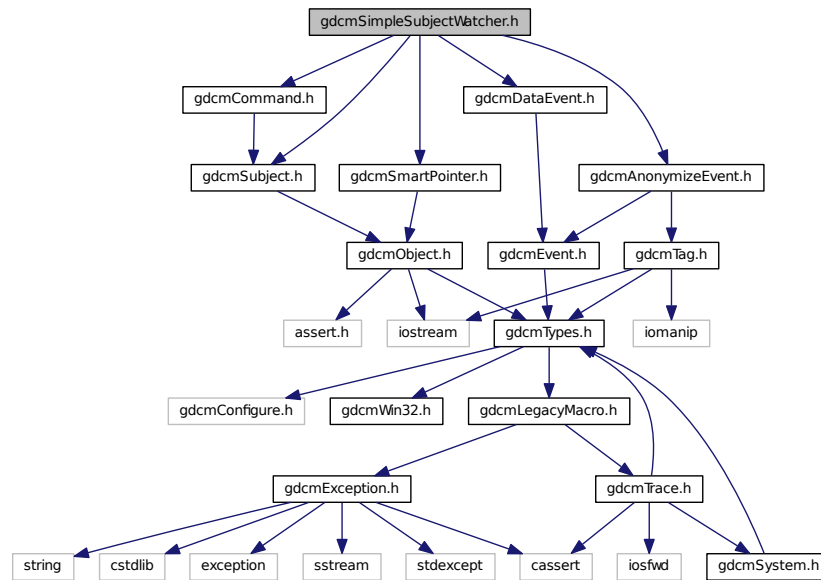 gdcmSimpleSubjectWatcher.h
gdcmCommand.h
gdcmDataEvent.h
gdcmSubject.h
gdcmSmartPointer.h
gdcmAnonymizeEvent.h
gdcmObject.h
gdcmEvent.h
gdcmTag.h
assert.h
iostream
gdcmTypes.h
iomanip
gdcmConfigure.h
gdcmWin32.h
gdcmLegacyMacro.h
gdcmException.h
gdcmTrace.h
string
cstdlib
exception
sstream
stdexcept
cassert
iosfwd
gdcmSystem.h